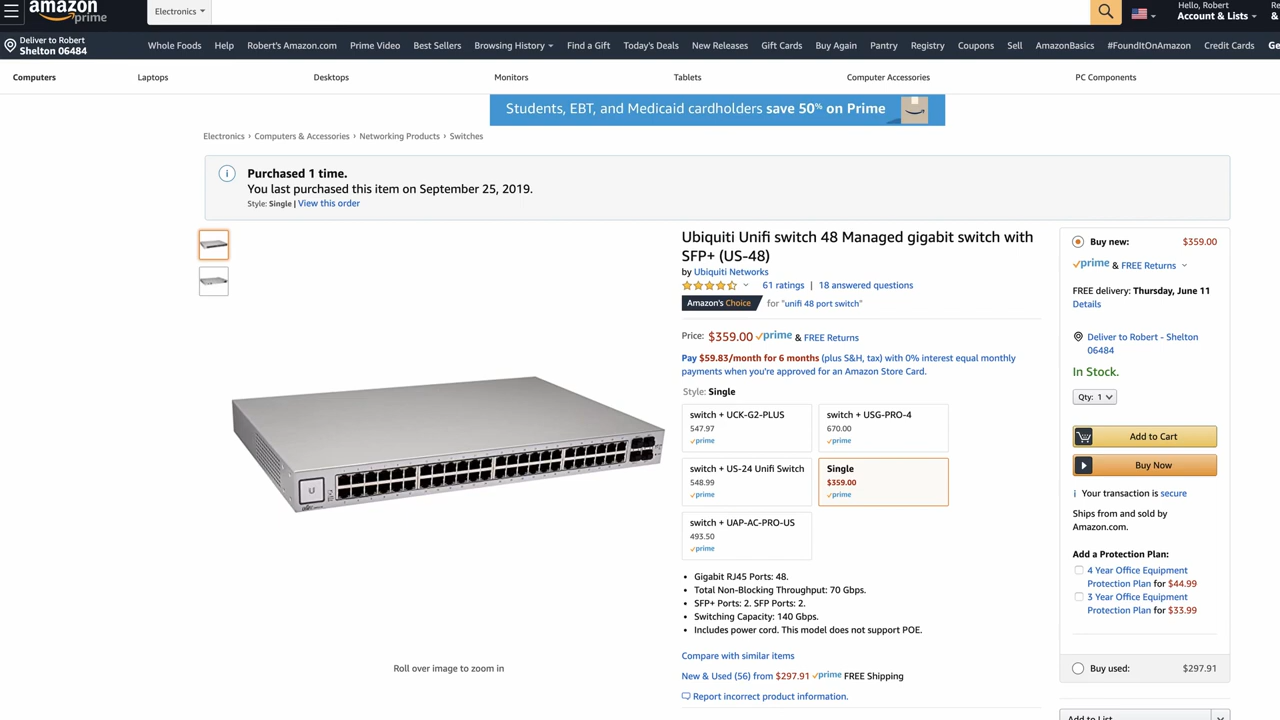 amazon
prime
Electronics
Hello, Robert
Account & Lists
Re
&
Deliver to Robert
Shelton 06484
Whole Foods
Help
Robert's Amazon.com
Prime Video
Best Sellers
Browsing History
Find a Gift
Today's Deals
New Releases
Gift Cards
Buy Again
Pantry
Registry
Coupons
Sell
AmazonBasics
#FoundItOnAmazon
Credit Cards
Ge
Computers
Laptops
Desktops
Monitors
Tablets
Computer Accessories
PC Components
Students, EBT, and Medicaid cardholders save 50% on Prime
Electronics › Computers & Accessories › Networking Products › Switches
Purchased 1 time.
You last purchased this item on September 25, 2019.
Style: Single | View this order
Ubiquiti Unifi switch 48 Managed gigabit switch with
SFP+ (US-48)
by Ubiquiti Networks
61 ratings | 18 answered questions
Amazon's Choice for "unifi 48 port switch"
Price: $359.00 prime & FREE Returns
Pay $59.83/month for 6 months (plus S&H, tax) with 0% interest equal monthly
payments when you're approved for an Amazon Store Card.
Style: Single
switch + UCK-G2-PLUS
547.97
prime
switch + USG-PRO-4
670.00
prime
switch + US-24 Unifi Switch
548.99
prime
Single
$359.00
prime
switch + UAP-AC-PRO-US
493.50
prime
• Gigabit RJ45 Ports: 48.
• Total Non-Blocking Throughput: 70 Gbps.
• SFP+ Ports: 2. SFP Ports: 2.
• Switching Capacity: 140 Gbps.
• Includes power cord. This model does not support POE.
Compare with similar items
New & Used (56) from $297.91 prime FREE Shipping
Report incorrect product information.
Roll over image to zoom in
Buy new: $359.00
prime & FREE Returns
FREE delivery: Thursday, June 11
Details
Deliver to Robert - Shelton
06484
In Stock.
Qty: 1
Add to Cart
Buy Now
Your transaction is secure
Ships from and sold by
Amazon.com.
Add a Protection Plan:
4 Year Office Equipment
Protection Plan for $44.99
3 Year Office Equipment
Protection Plan for $33.99
Buy used: $297.91
Add to List